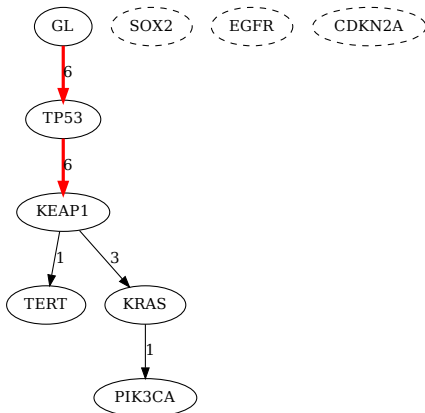 GL SOX2 EGFR CDKN2A
6
TP53
6
KEAP1
1 3
TERT KRAS
1
PIK3CA